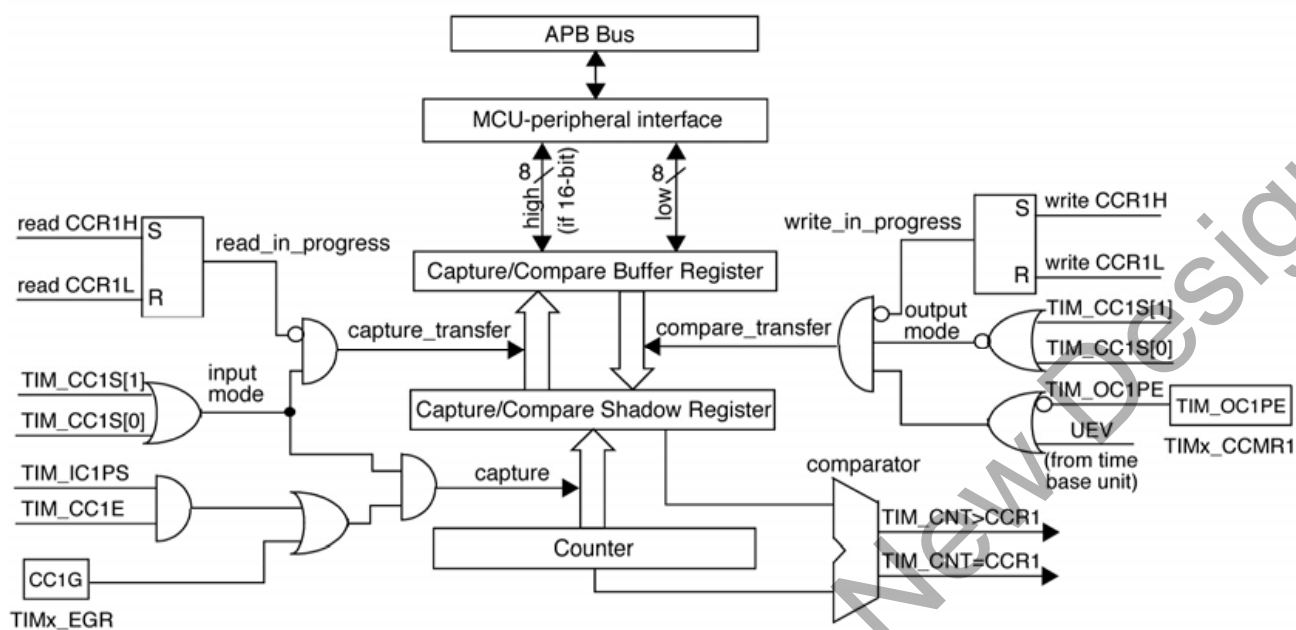 APB Bus
MCU-peripheral interface
8
high
(if 16-bit)
8
low
read CCR1H
S
read_in_progress
read CCR1L
R
write_in_progress
S
write CCR1H
R
write CCR1L
Capture/Compare Buffer Register
capture_transfer
compare_transfer
output
mode
TIM_CC1S[1]
TIM_CC1S[0]
TIM_CC1S[1]
input
mode
TIM_CC1S[0]
Capture/Compare Shadow Register
TIM_OC1PE
TIM_OC1PE
UEV
TIMx_CCMR1
(from time
base unit)
TIM_IC1PS
TIM_CC1E
capture
comparator
TIM_CNT>CCR1
TIM_CNT=CCR1
Counter
CC1G
TIMx_EGR
New Design